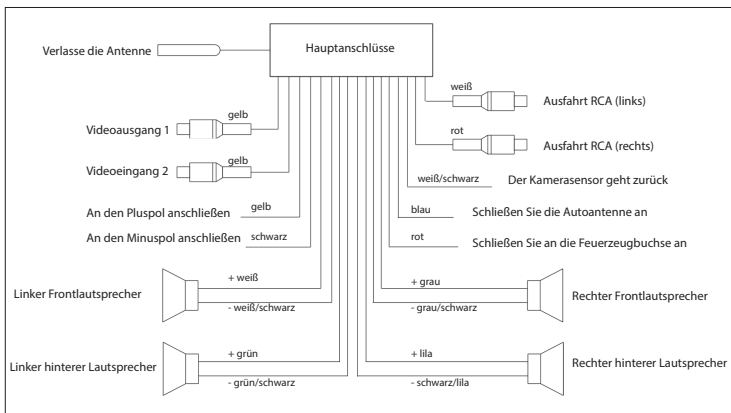 Hauptanschlüsse
Verlasse die Antenne
weiß
Ausfahrt RCA (links)
gelb
Videoausgang 1
rot
Ausfahrt RCA (rechts)
gelb
Videoeingang 2
weiß/schwarz
Der Kamerasensor geht zurück
An den Pluspol anschließen
gelb
blau
Schließen Sie die Autoantenne an
An den Minuspol anschließen
schwarz
rot
Schließen Sie an die Feuerzeugbuchse an
+ weiß
Linker Frontlautsprecher
- weiß/schwarz
+ grau
Rechter Frontlautsprecher
- grau/schwarz
+ grün
Linker hinterer Lautsprecher
- grün/schwarz
+ lila
Rechter hinterer Lautsprecher
- schwarz/lila